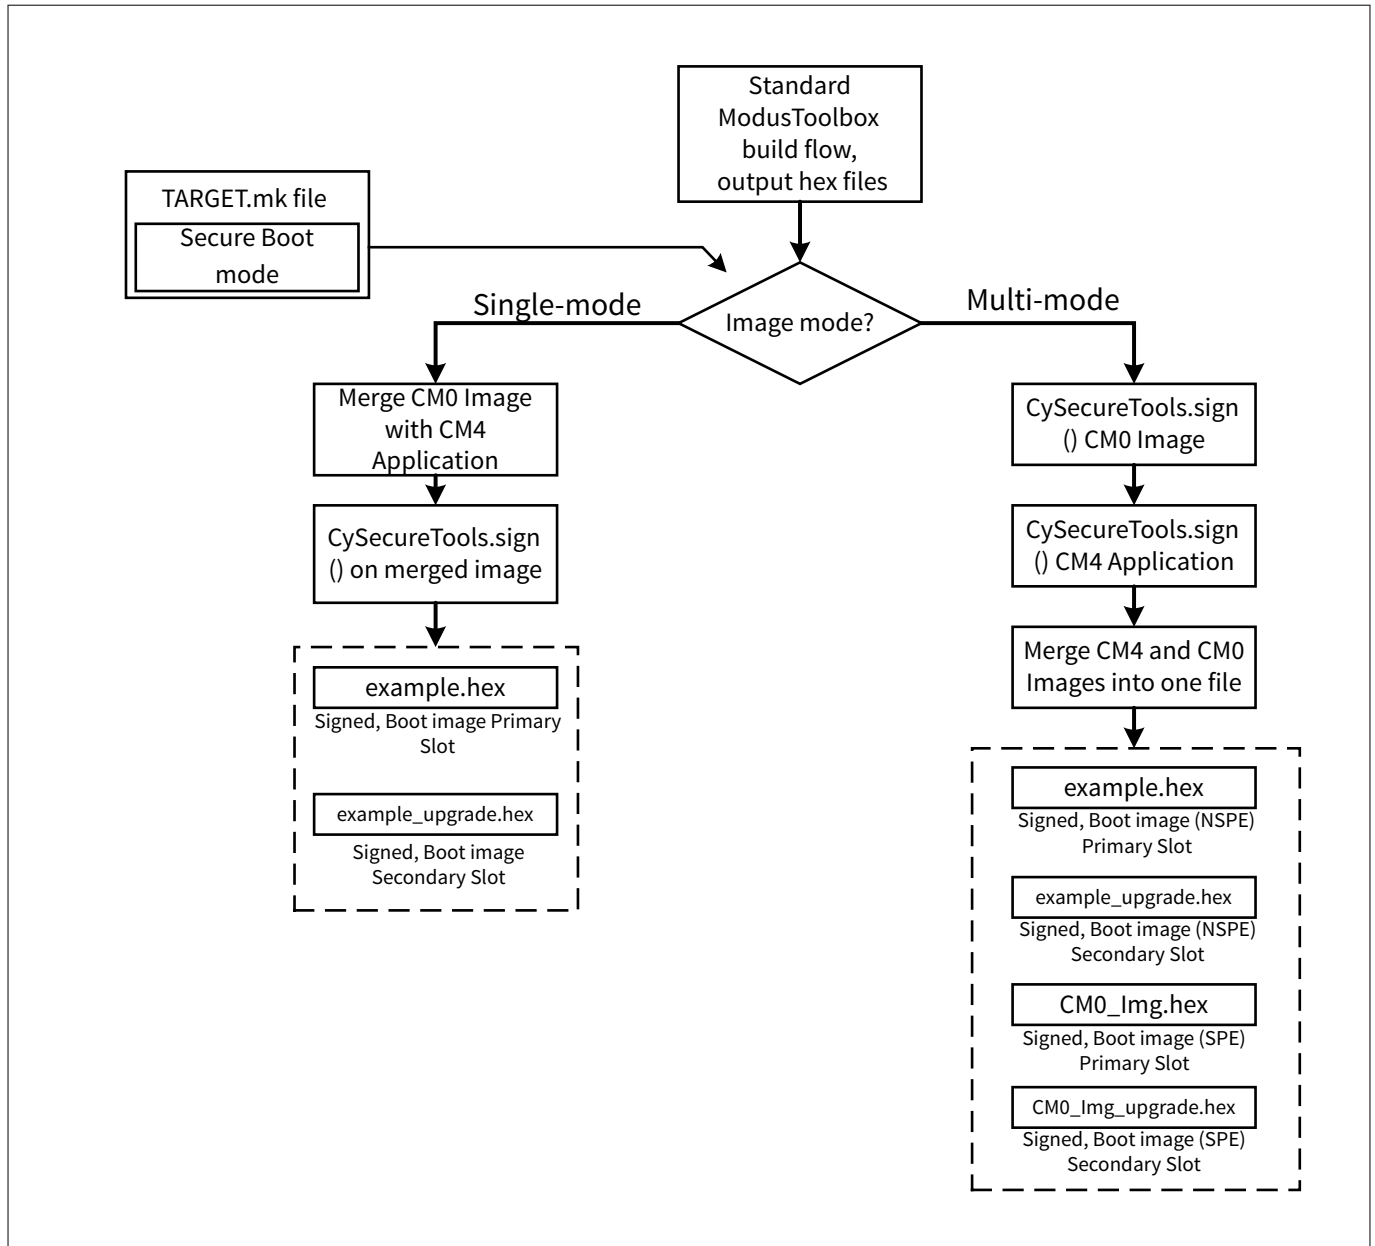 Standard
ModusToolbox
build flow,
output hex files
TARGET.mk file
Secure Boot
mode
Single-mode
Image mode?
Multi-mode
Merge CM0 Image
with CM4
Application
CySecureTools.sign
() on merged image
example.hex
Signed, Boot image Primary
Slot
example_upgrade.hex
Signed, Boot image
Secondary Slot
CySecureTools.sign
() CM0 Image
CySecureTools.sign
() CM4 Application
Merge CM4 and CM0
Images into one file
example.hex
Signed, Boot image (NSPE)
Primary Slot
example_upgrade.hex
Signed, Boot image (NSPE)
Secondary Slot
CM0_Img.hex
Signed, Boot image (SPE)
Primary Slot
CM0_Img_upgrade.hex
Signed, Boot image (SPE)
Secondary Slot